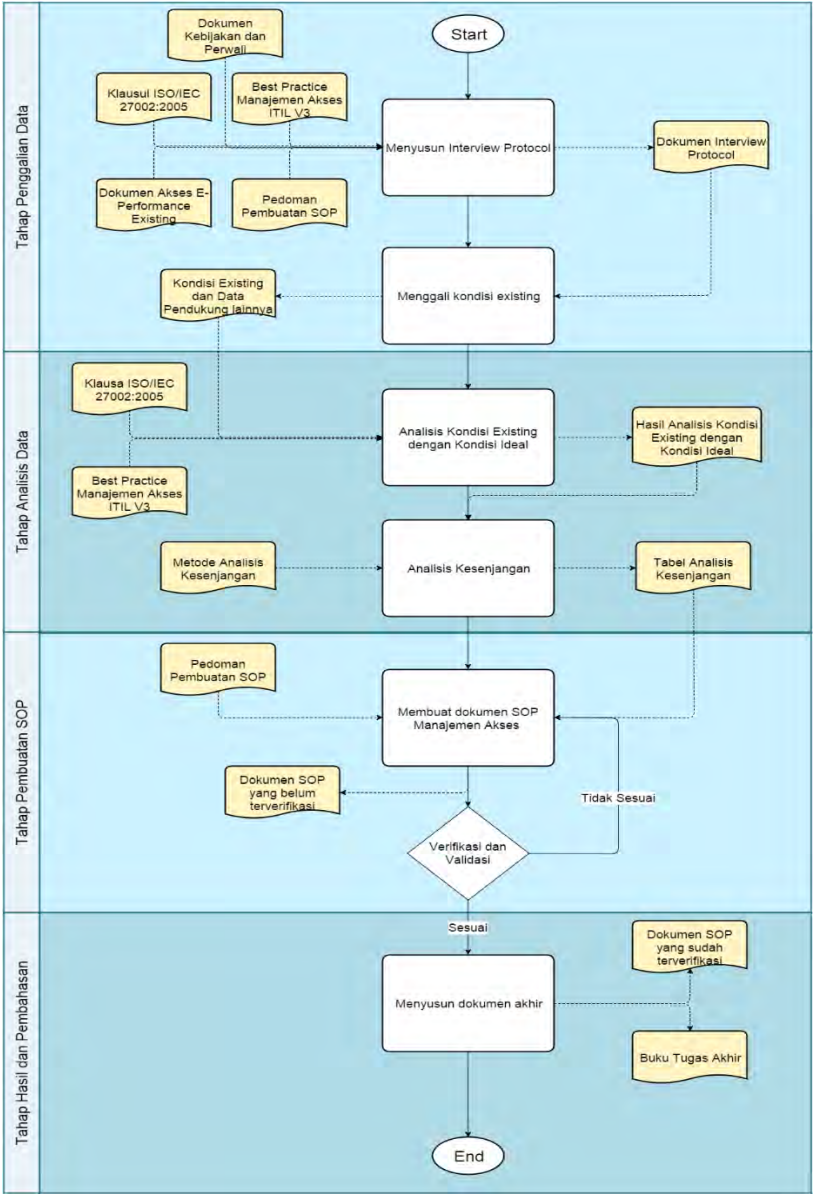 Tahap Penggalian Data
Start
Dokumen
Kebijakan dan
Perwali
Klausul ISO/IEC
27002:2005
Best Practice
Manajemen Akses
ITIL V3
Menyusun Interview Protocol
Dokumen Interview
Protocol
Dokumen Akses E-
Performance
Existing
Pedoman
Pembuatan SOP
Kondisi Existing
dan Data
Pendukung lainnya
Menggali kondisi existing
Tahap Analisis Data
Klausa ISO/IEC
27002:2005
Analisis Kondisi Existing
dengan Kondisi Ideal
Hasil Analisis Kondisi
Existing dengan
Kondisi Ideal
Best Practice
Manajemen Akses
ITIL V3
Metode Analisis
Kesenjangan
Analisis Kesenjangan
Tabel Analisis
Kesenjangan
Tahap Pembuatan SOP
Pedoman
Pembuatan SOP
Membuat dokumen SOP
Manajemen Akses
Dokumen SOP
yang belum
terverifikasi
Tidak Sesuai
Verifikasi dan
Validasi
Tahap Hasil dan Pembahasan
Sesuai
Dokumen SOP
yang sudah
terverifikasi
Menyusun dokumen akhir
Buku Tugas Akhir
End